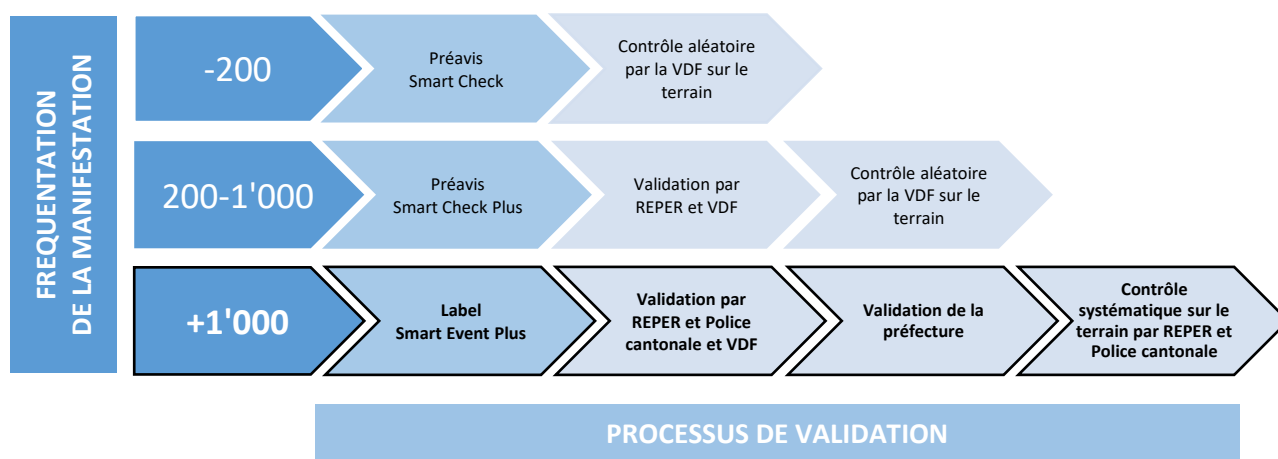 FREQUENTATION
DE LA MANIFESTATION
-200
Préavis
Smart Check
Contrôle aléatoire
par la VDF sur le
terrain
200-1'000
Préavis
Smart Check Plus
Validation par
REPER et VDF
Contrôle aléatoire
par la VDF sur le
terrain
+1'000
Label
Smart Event Plus
Validation par
REPER et Police
cantonale et VDF
Validation de la
préfecture
Contrôle
systématique sur le
terrain par REPER et
Police cantonale
PROCESSUS DE VALIDATION